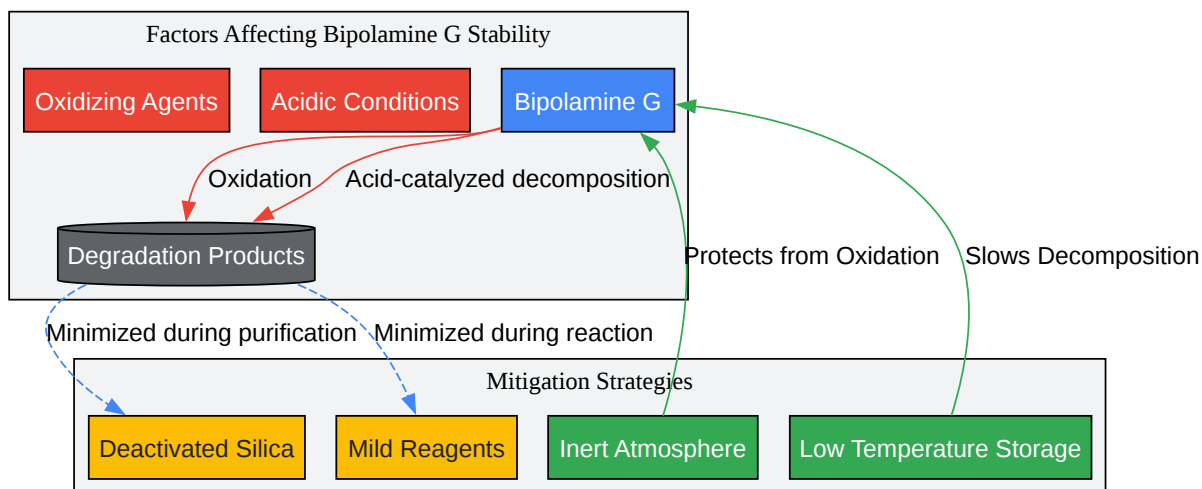 Factors Affecting Bipolamine G Stability
Oxidizing Agents
Acidic Conditions
Bipolamine G
Oxidation
Acid-catalyzed decomposition
Degradation Products
Protects from Oxidation
Slows Decomposition
Minimized during purification
Minimized during reaction
Mitigation Strategies
Deactivated Silica
Mild Reagents
Inert Atmosphere
Low Temperature Storage